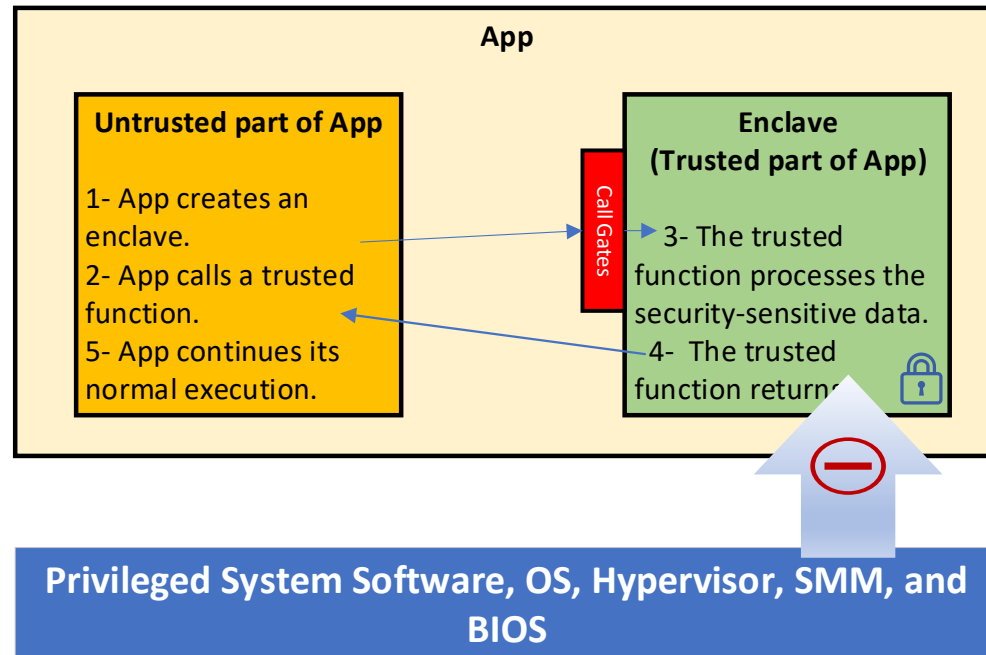 App
Untrusted part of App
1- App creates an
enclave.
2- App calls a trusted
function.
5- App continues its
normal execution.
Call Gates
Enclave
(Trusted part of App)
3- The trusted
function processes the
security-sensitive data.
4- The trusted
function returns
Privileged System Software, OS, Hypervisor, SMM, and
BIOS